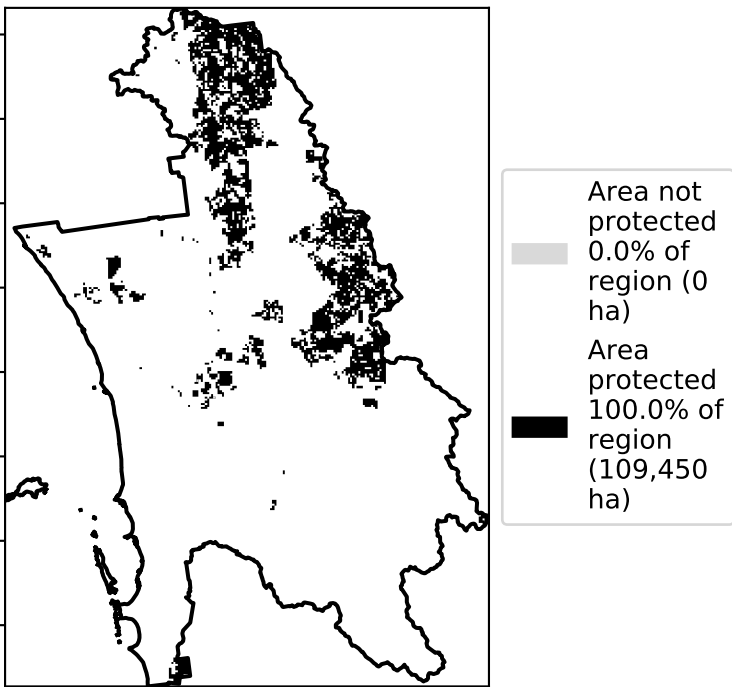 Area not
protected
0.0% of
region (0
ha)
Area
protected
100.0% of
region
(109,450
ha)